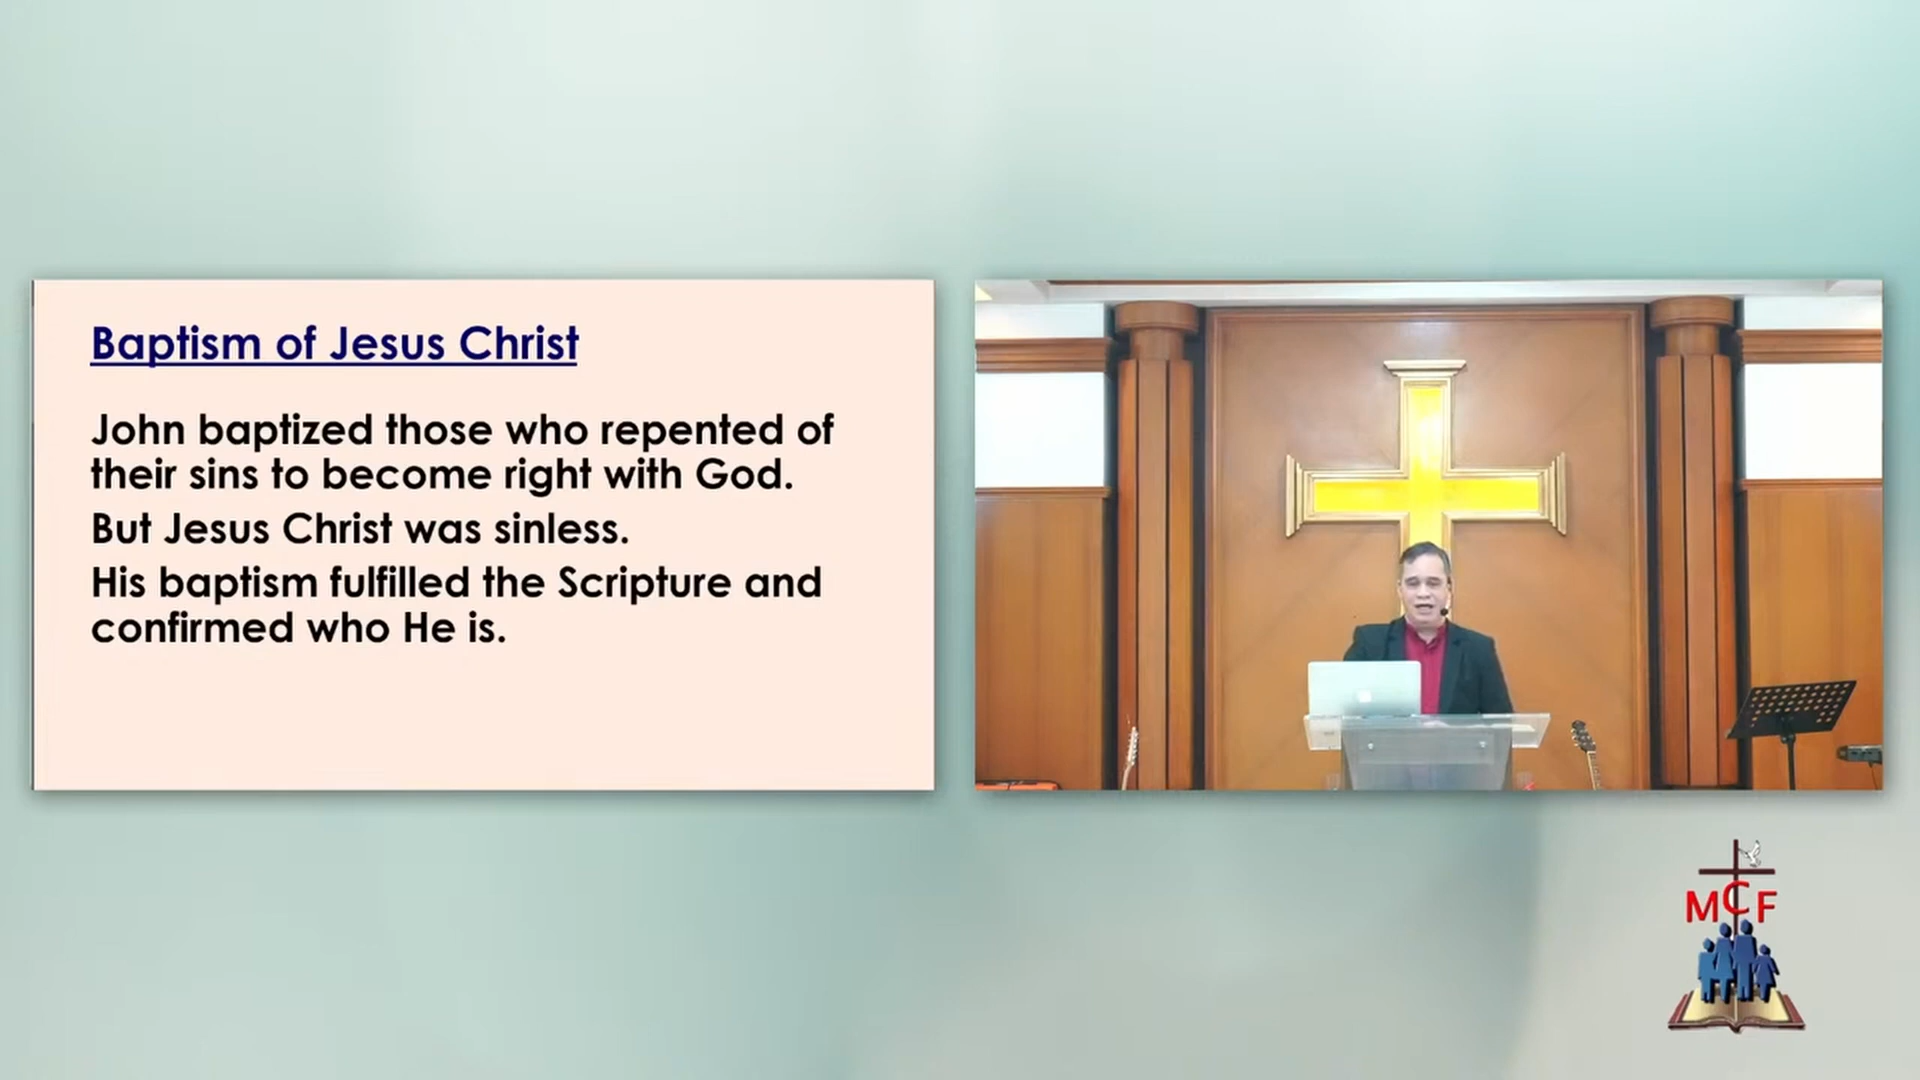 Baptism of Jesus Christ
John baptized those who repented of
their sins to become right with God.
But Jesus Christ was sinless.
His baptism fulfilled the Scripture and
confirmed who He is.
MCF